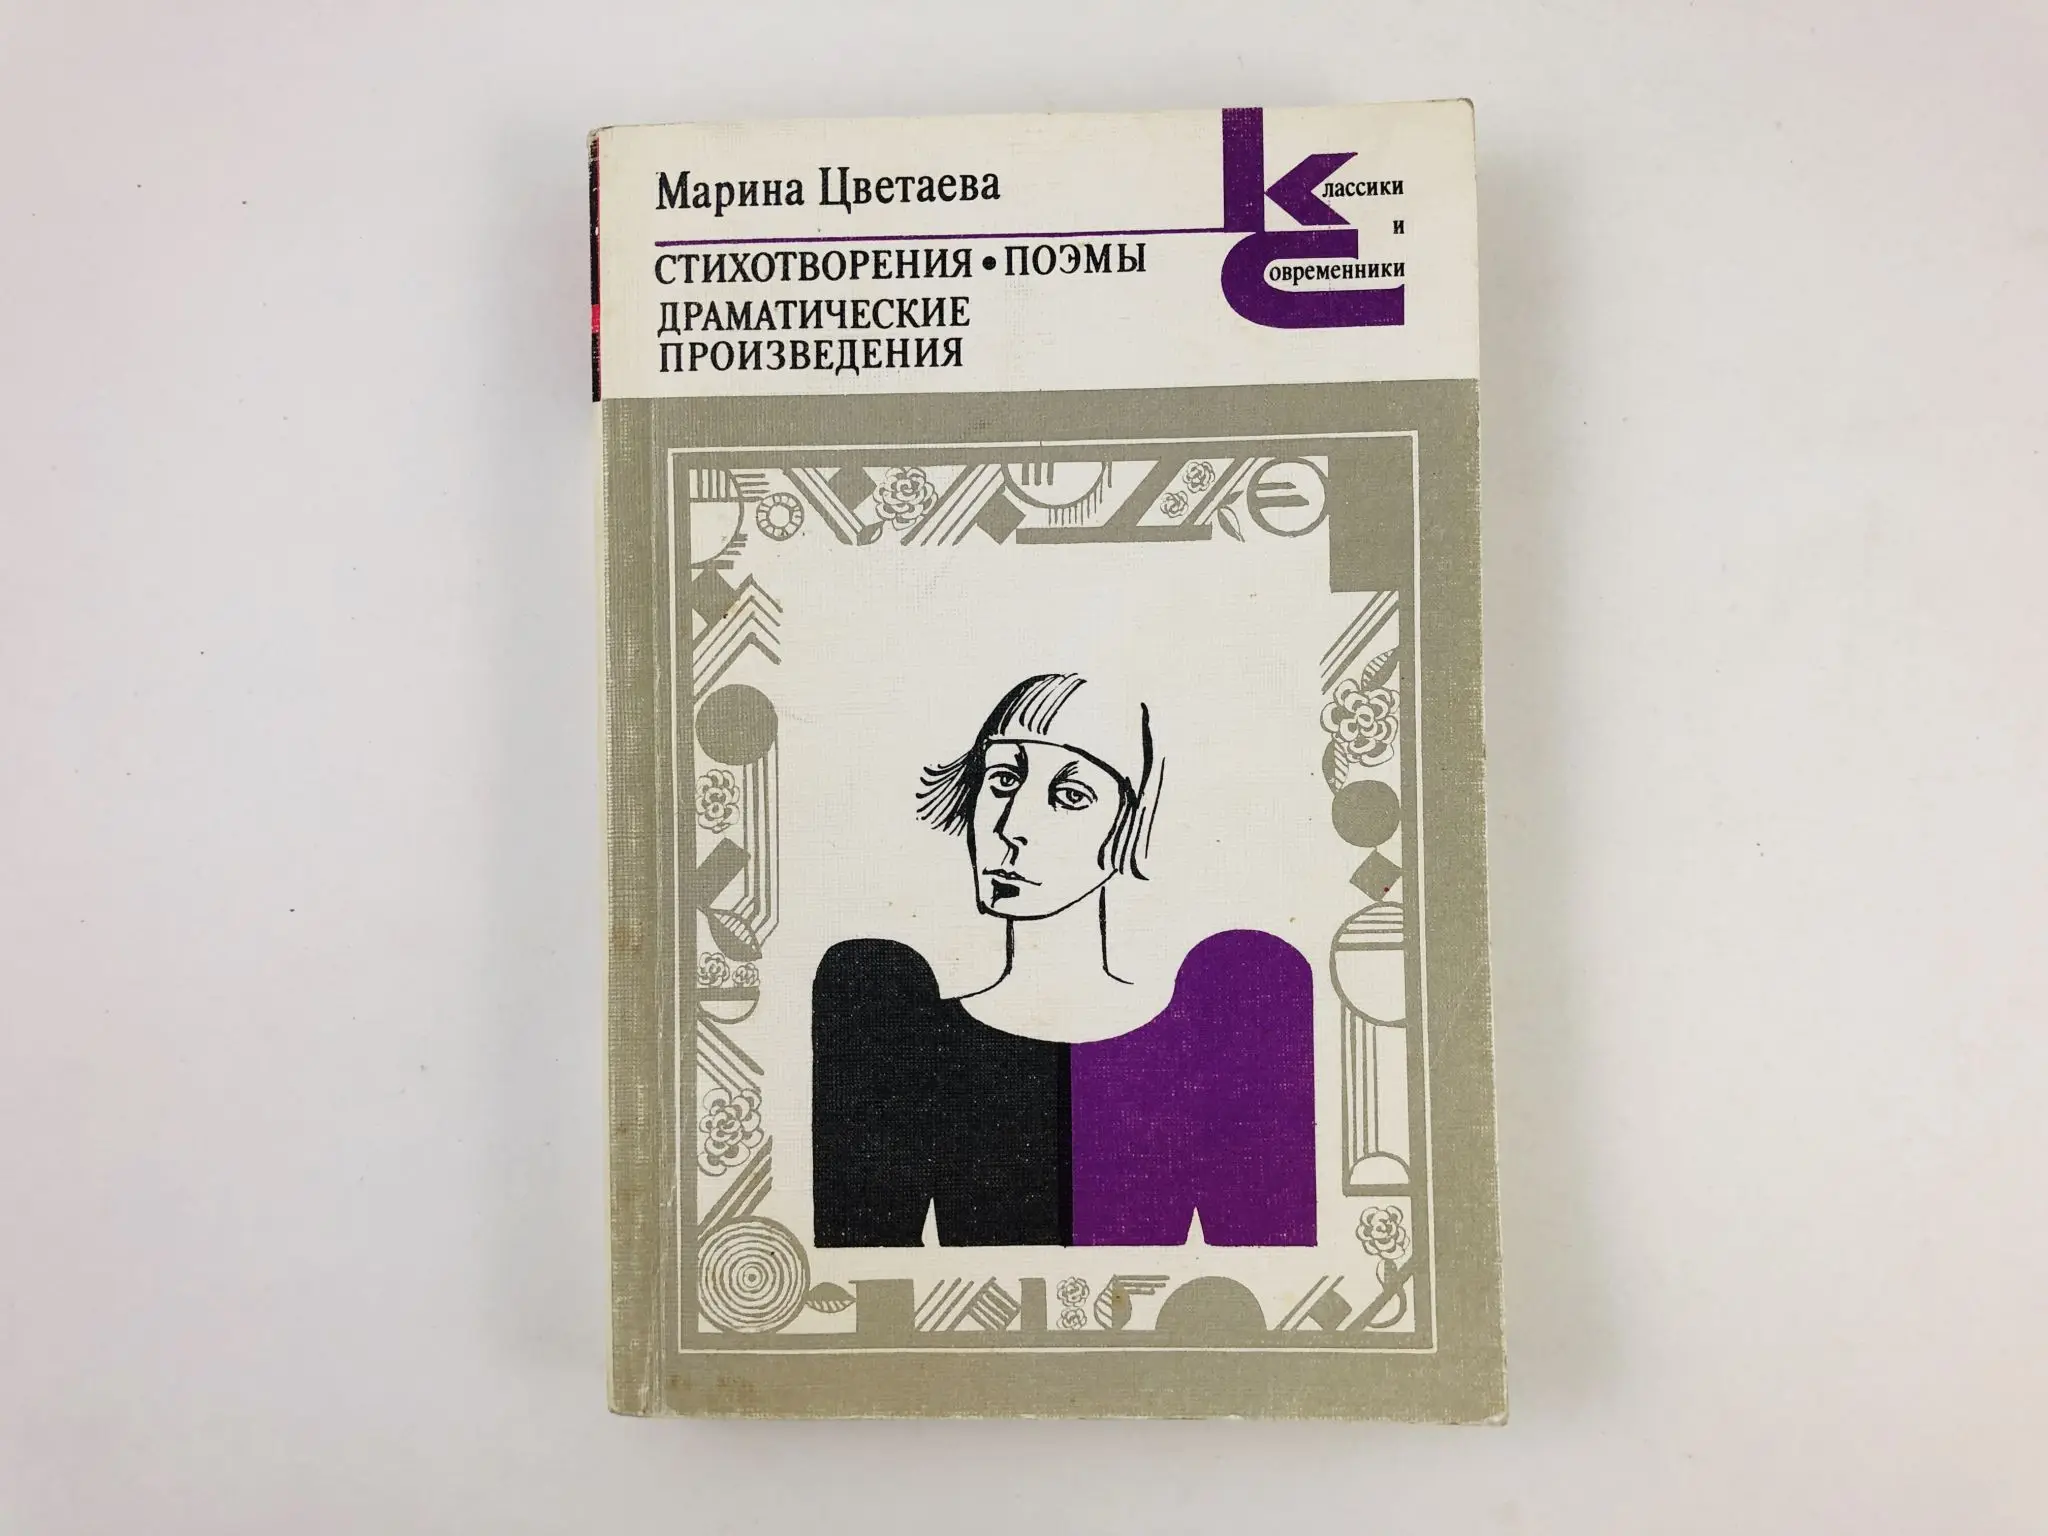 Марина Цветаева
СТИХОТВОРЕНИЯ • ПОЭМЫ
ДРАМАТИЧЕСКИЕ
ПРОИЗВЕДЕНИЯ
Классики
и
Современники